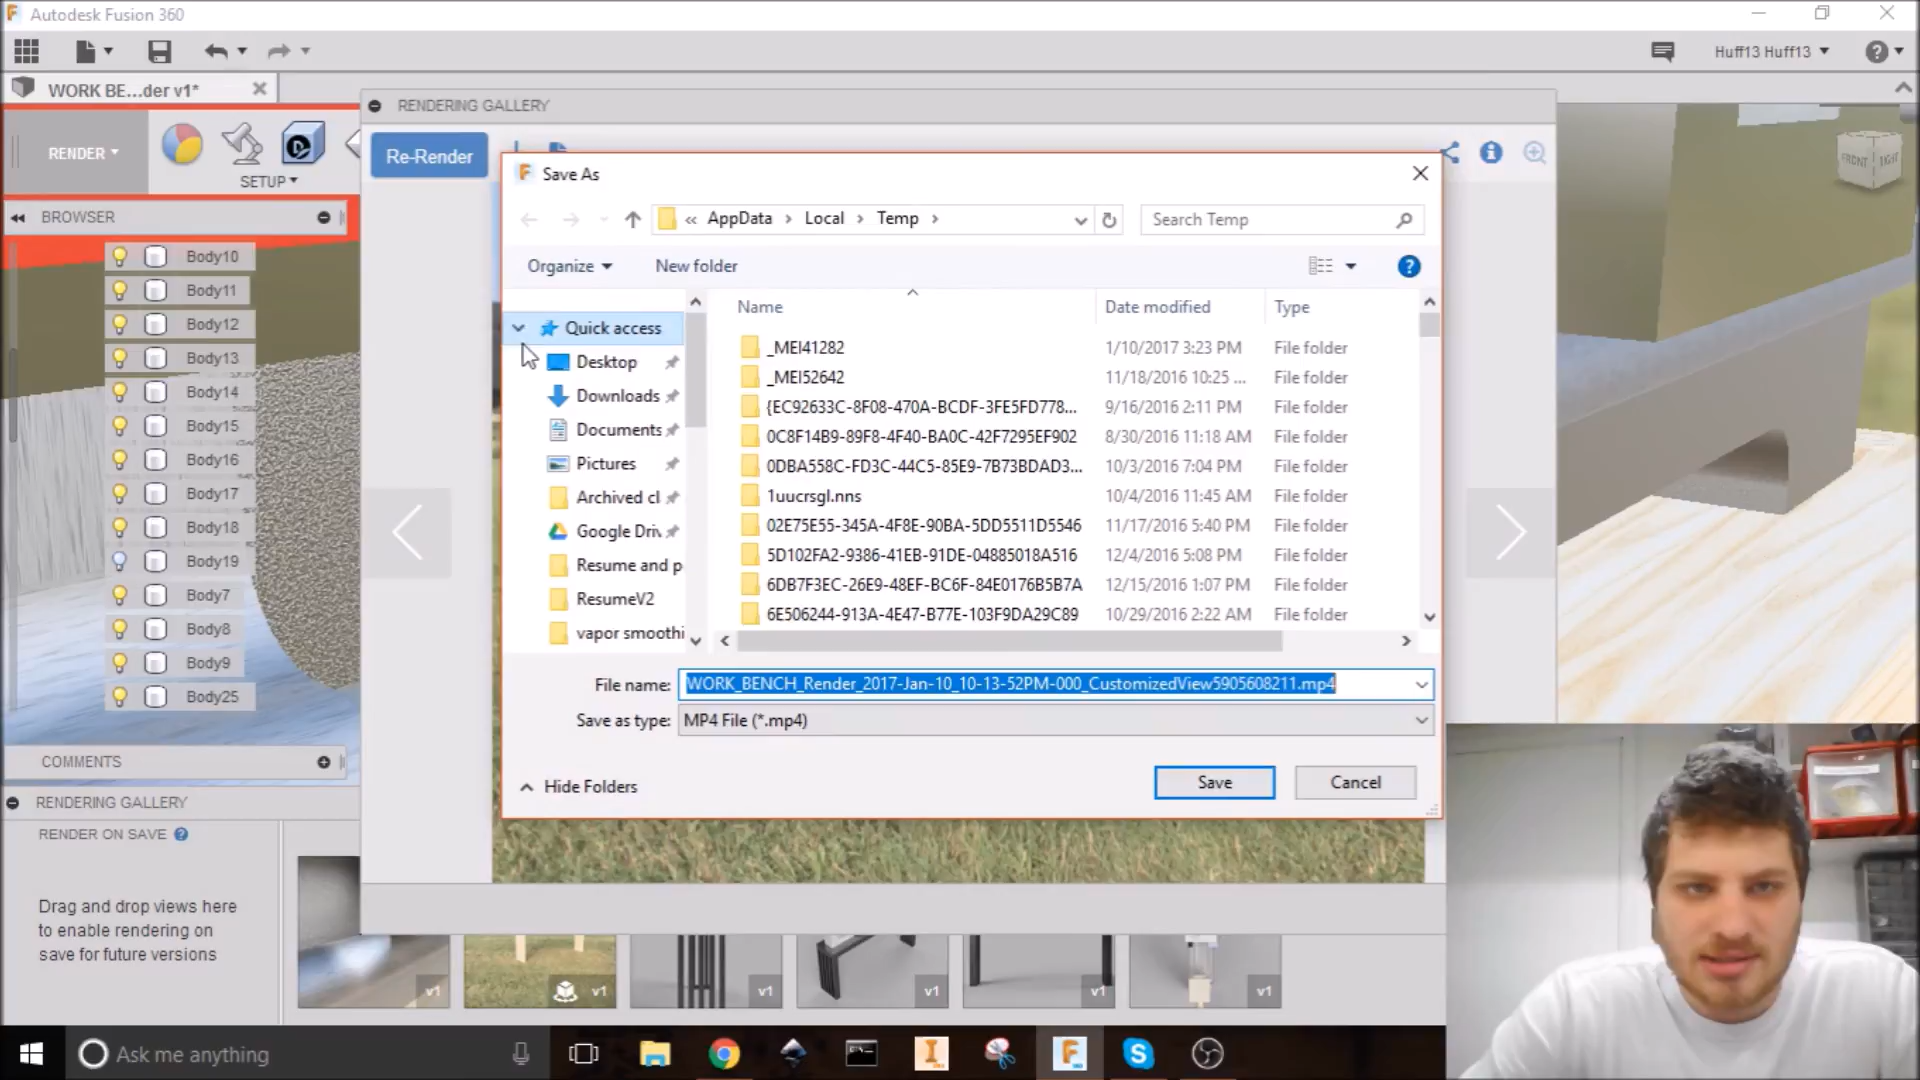 Autodesk Fusion 360
Huff13 Huff13
WORK BE...der v1*
RENDERING GALLERY
RENDER
SETUP
Re-Render
FRONT
BROWSER
Body10
Body11
Body12
Body13
Body14
Body15
Body16
Body17
Body18
Body19
Body7
Body8
Body9
Body25
COMMENTS
RENDERING GALLERY
RENDER ON SAVE
Drag and drop views here
to enable rendering on
save for future versions
Save As
« AppData > Local > Temp >
Search Temp
Organize
New folder
Quick access
Desktop
Downloads
Documents
Pictures
Archived cl
Google Driv
Resume and p
ResumeV2
vapor smoothi
Name Date modified Type
_MEI41282 1/10/2017 3:23 PM File folder
_MEI52642 11/18/2016 10:25 ... File folder
{EC92633C-8F08-470A-BCDF-3FE5FD778... 9/16/2016 2:11 PM File folder
0C8F14B9-89F8-4F40-BA0C-42F7295EF902 8/30/2016 11:18 AM File folder
0DBA558C-FD3C-44C5-85E9-7B73BDAD3... 10/3/2016 7:04 PM File folder
1uucrsgl.nns 10/4/2016 11:45 AM File folder
02E75E55-345A-4F8E-90BA-5DD5511D5546 11/17/2016 5:40 PM File folder
5D102FA2-9386-41EB-91DE-04885018A516 12/4/2016 5:08 PM File folder
6DB7F3EC-26E9-48EF-BC6F-84E0176B5B7A 12/15/2016 1:07 PM File folder
6E506244-913A-4E47-B77E-103F9DA29C89 10/29/2016 2:22 AM File folder
File name: WORK_BENCH_Render_2017-Jan-10_10-13-52PM-000_CustomizedView5905608211.mp4
Save as type: MP4 File (*.mp4)
Hide Folders
Save
Cancel
v1
v1
v1
v1
v1
v1
Ask me anything